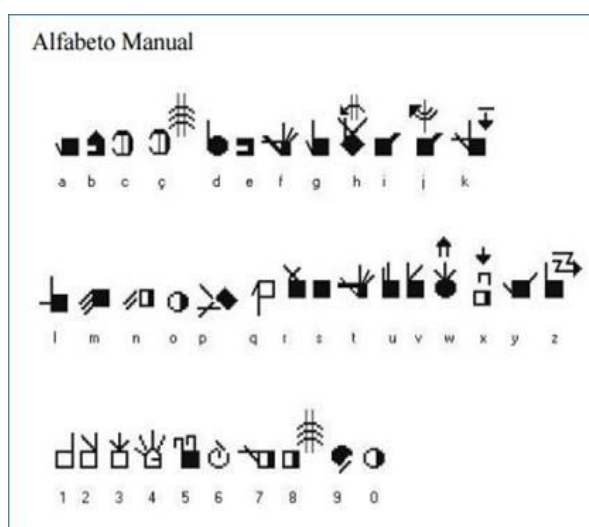 Alfabeto Manual
a b c ç d e f g h i j k
l m n o p q r s t u v w x y z
1 2 3 4 5 6 7 8 9 0